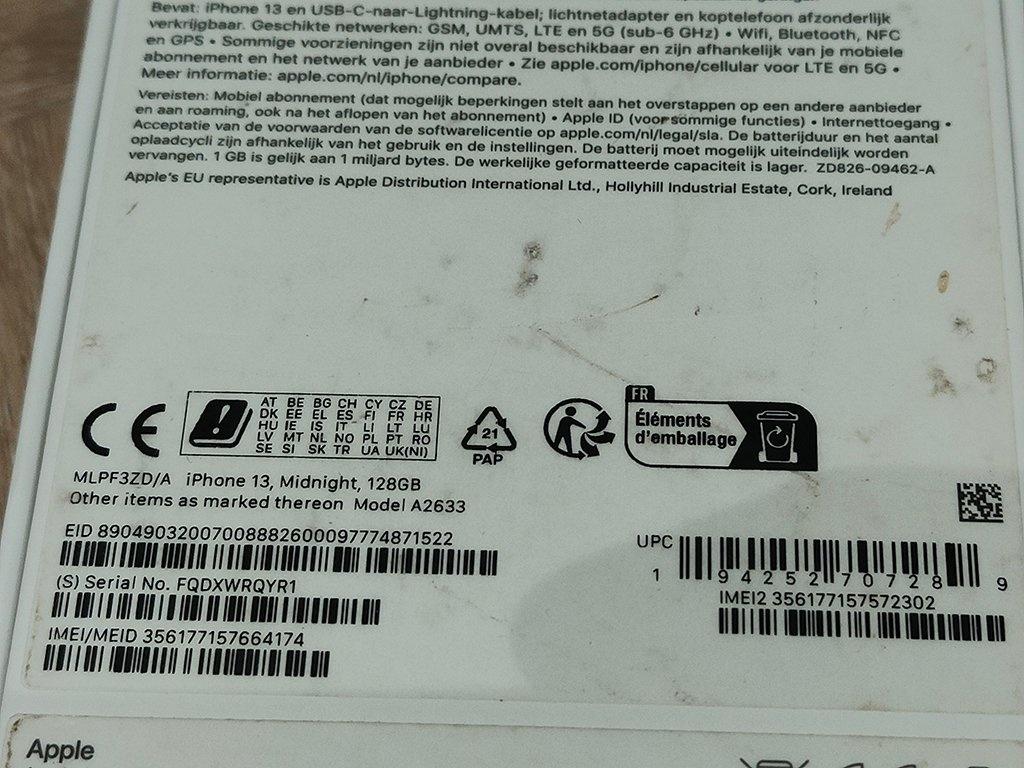 Bevat: iPhone 13 en USB-C-naar-Lightning-kabel; lichtnetadapter en koptelefoon afzonderlijk
verkrijgbaar. Geschikte netwerken: GSM, UMTS, LTE en 5G (sub-6 GHz) • Wifi, Bluetooth, NFC
en GPS • Sommige voorzieningen zijn niet overal beschikbaar en zijn afhankelijk van je mobiele
abonnement en het netwerk van je aanbieder • Zie apple.com/iphone/cellular voor LTE en 5G •
Meer informatie: apple.com/nl/iphone/compare.
Vereisten: Mobiel abonnement (dat mogelijk beperkingen stelt aan het overstappen op een andere aanbieder
en aan roaming, ook na het aflopen van het abonnement) • Apple ID (voor sommige functies) • Internettoegang •
Acceptatie van de voorwaarden van de softwarelicentie op apple.com/nl/legal/sla. De batterijduur en het aantal
oplaadcycli zijn afhankelijk van het gebruik en de instellingen. De batterij moet mogelijk uiteindelijk worden
vervangen. 1 GB is gelijk aan 1 miljard bytes. De werkelijke geformatteerde capaciteit is lager. ZD826-09462-A
Apple's EU representative is Apple Distribution International Ltd., Hollyhill Industrial Estate, Cork, Ireland
CE
AT BE BG CH CY CZ DE
DK EE EL ES FI FR HR
HU IE IS IT LI LT LU
LV MT NL NO PL PT RO
SE SI SK TR UA UK(NI)
21
PAP
FR
Éléments
d'emballage
MLPF3ZD/A iPhone 13, Midnight, 128GB
Other items as marked thereon Model A2633
EID 89049032007008882600097774871522
(S) Serial No. FQDXWRQYR1
IMEI/MEID 356177157664174
UPC
1 94252 70728 9
IMEI2 356177157572302
Apple